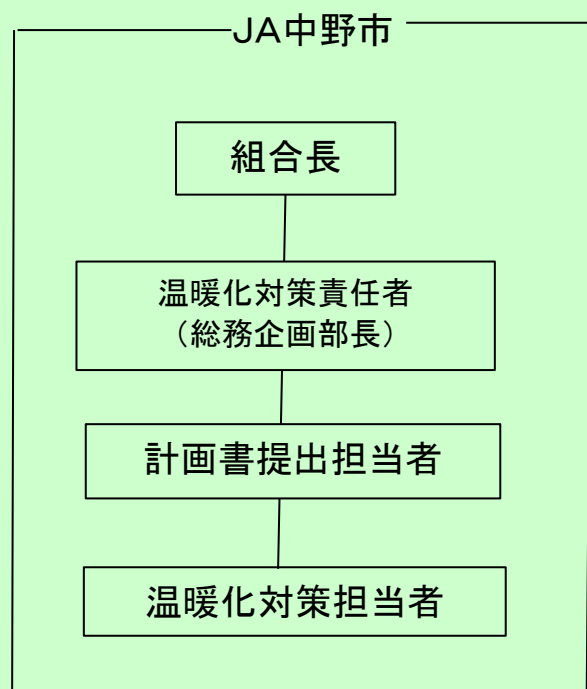 JA中野市
組合長
温暖化対策責任者
（総務企画部長）
計画書提出担当者
温暖化対策担当者